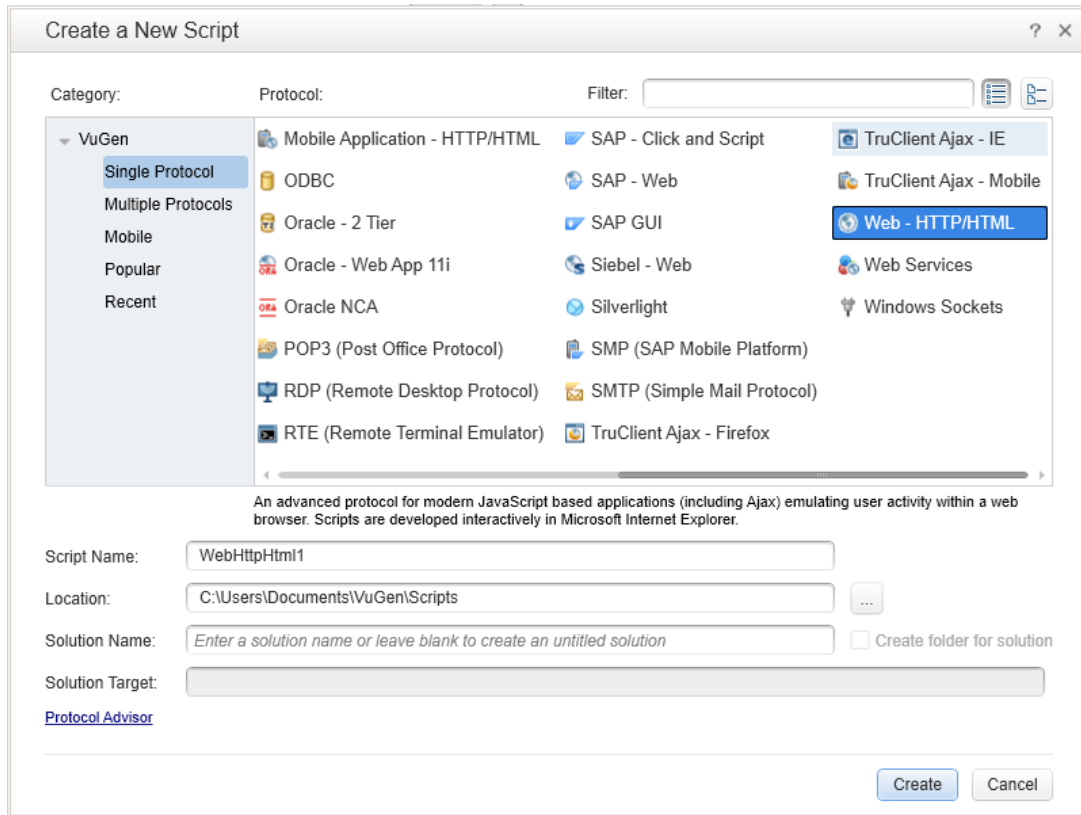 Create a New Script
?
Category:
Protocol:
Filter:
VuGen
Single Protocol
Multiple Protocols
Mobile
Popular
Recent
Mobile Application - HTTP/HTML
ODBC
Oracle - 2 Tier
Oracle - Web App 11i
Oracle NCA
POP3 (Post Office Protocol)
RDP (Remote Desktop Protocol)
RTE (Remote Terminal Emulator)
SAP - Click and Script
SAP - Web
SAP GUI
Siebel - Web
Silverlight
SMP (SAP Mobile Platform)
SMTP (Simple Mail Protocol)
TruClient Ajax - Firefox
TruClient Ajax - IE
TruClient Ajax - Mobile
Web - HTTP/HTML
Web Services
Windows Sockets
An advanced protocol for modern JavaScript based applications (including Ajax) emulating user activity within a web
browser. Scripts are developed interactively in Microsoft Internet Explorer.
Script Name: WebHttpHtml1
Location: C:\Users\Documents\VuGen\Scripts ...
Solution Name: Enter a solution name or leave blank to create an untitled solution Create folder for solution
Solution Target:
Protocol Advisor
Create Cancel